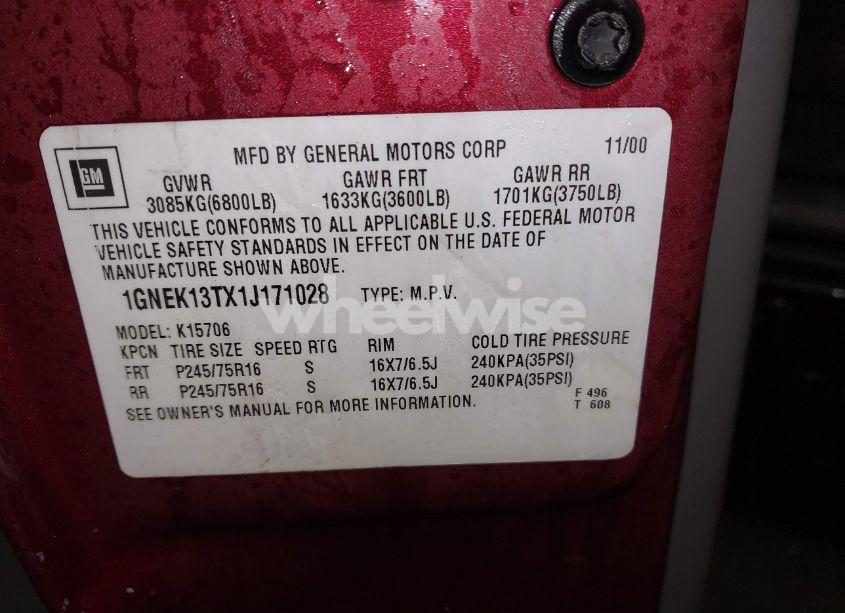 GM
MFD BY GENERAL MOTORS CORP 11/00
GVWR GAWR FRT GAWR RR
3085KG(6800LB) 1633KG(3600LB) 1701KG(3750LB)
THIS VEHICLE CONFORMS TO ALL APPLICABLE U.S. FEDERAL MOTOR
VEHICLE SAFETY STANDARDS IN EFFECT ON THE DATE OF
MANUFACTURE SHOWN ABOVE.
1GNEK13TX1J171028 TYPE: M.P.V.
wheelwise
MODEL: K15706
KPCN TIRE SIZE SPEED RTG RIM COLD TIRE PRESSURE
FRT P245/75R16 S 16X7/6.5J 240KPA(35PSI)
RR P245/75R16 S 16X7/6.5J 240KPA(35PSI)
SEE OWNER'S MANUAL FOR MORE INFORMATION.
F 496
T 608